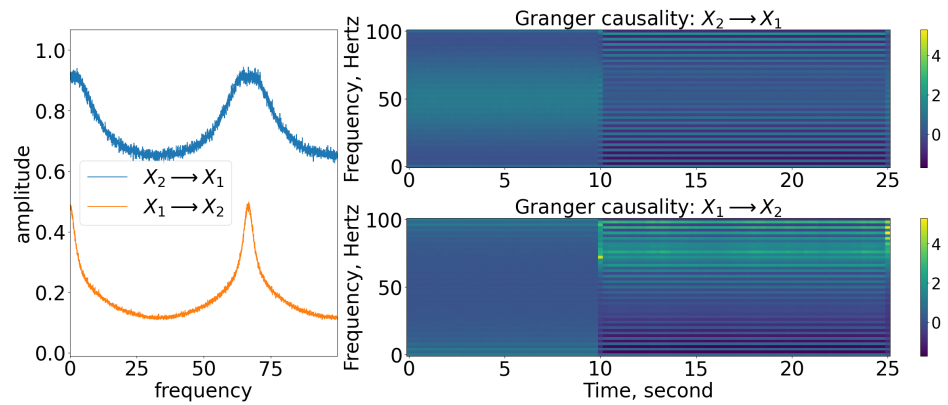 1.0
0.8
0.6
0.4
0.2
0.0
amplitude
X₂ ⟶ X₁
X₁ ⟶ X₂
0 25 50 75
frequency
Granger causality: X₂ ⟶ X₁
Frequency, Hertz
100
50
0
0 5 10 15 20 25
4
2
0
Granger causality: X₁ ⟶ X₂
Frequency, Hertz
100
50
0
0 5 10 15 20 25
Time, second
4
2
0